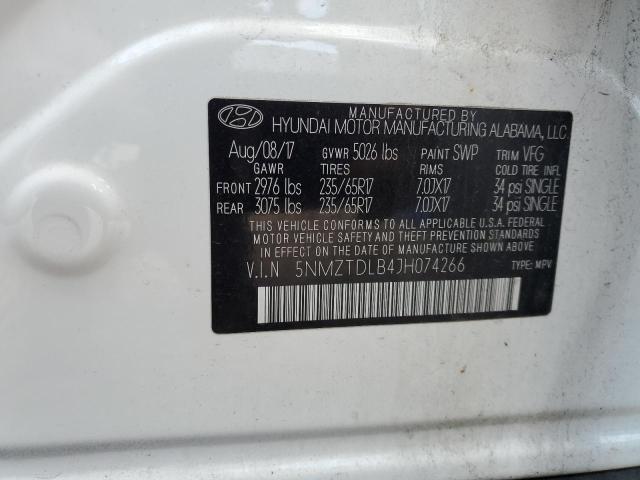 MANUFACTURED BY
HYUNDAI MOTOR MANUFACTURING ALABAMA, LLC
Aug/08/17 GVWR 5026 lbs PAINT SWP TRIM VFG
GAWR TIRES RIMS COLD TIRE INFL
FRONT 2976 lbs 235/65R17 7.0JX17 34 psi SINGLE
REAR 3075 lbs 235/65R17 7.0JX17 34 psi SINGLE
THIS VEHICLE CONFORMS TO ALL APPLICABLE U.S.A. FEDERAL
MOTOR VEHICLE SAFETY AND THEFT PREVENTION STANDARDS
IN EFFECT ON THE DATE OF MANUFACTURE SHOWN ABOVE.
V.I.N 5NMZTDLB4JH074266 TYPE: MPV